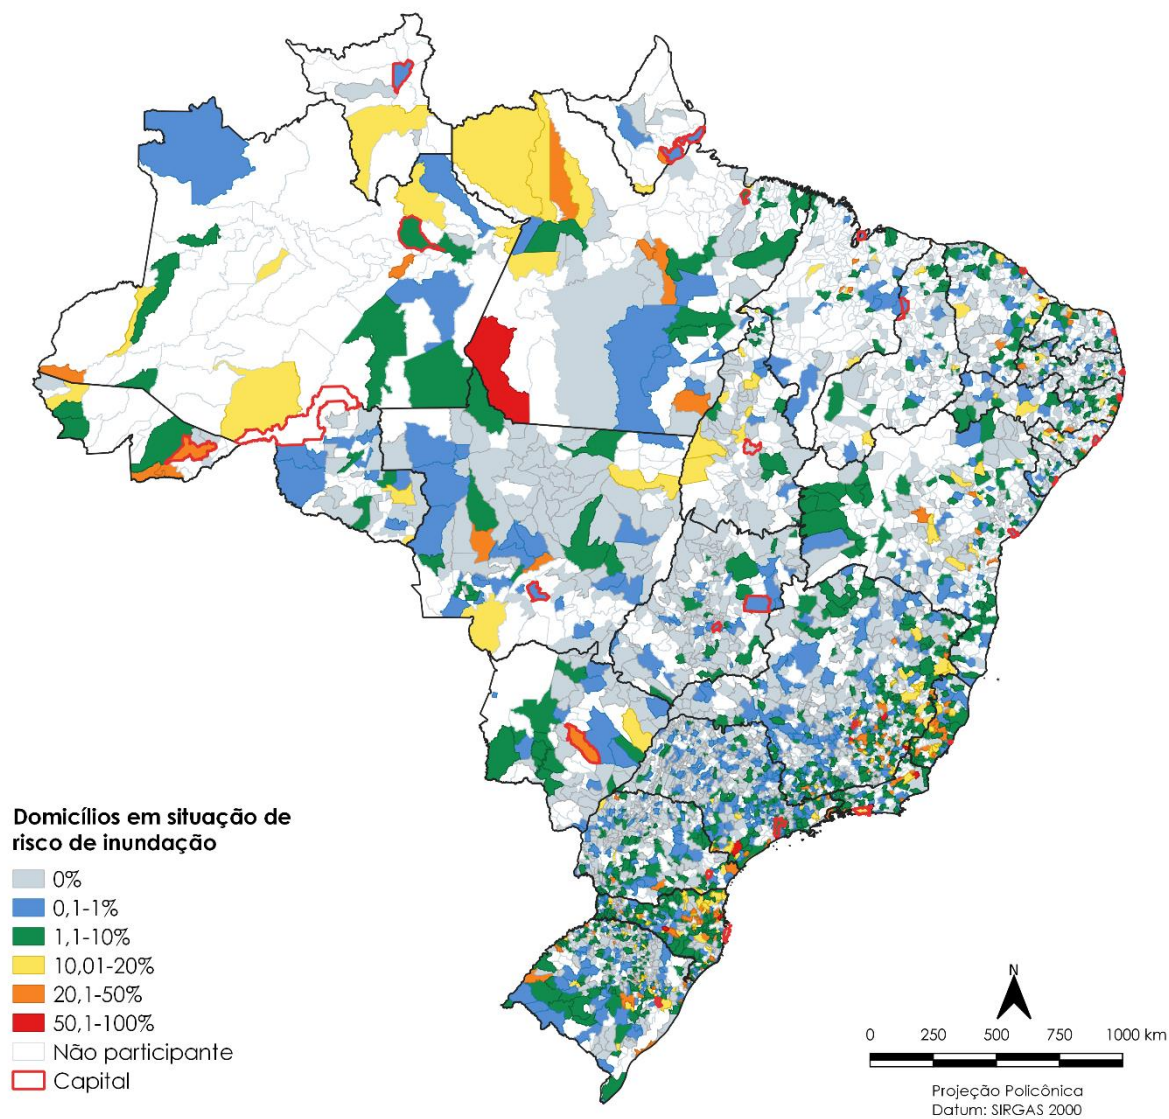 Domicílios em situação de
risco de inundação
0%
0,1-1%
1,1-10%
10,01-20%
20,1-50%
50,1-100%
Não participante
Capital
N
0 250 500 750 1000 km
Projeção Policônica
Datum: SIRGAS 2000